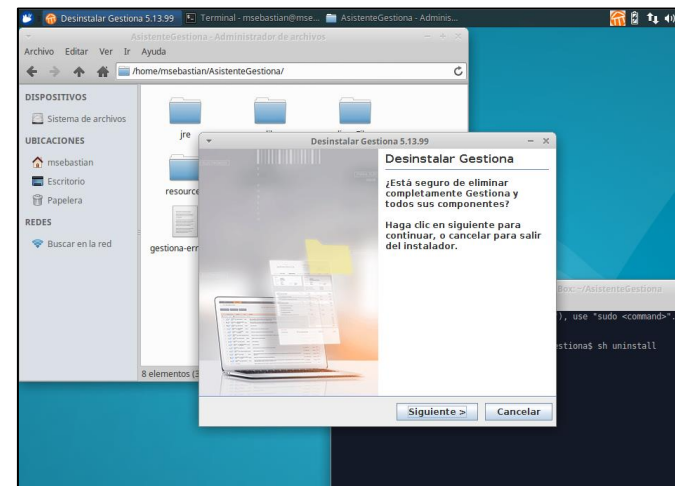 Desinstalar Gestiona 5.13.99
Terminal - msebastian@mse...
AsistenteGestiona - Adminis...
AsistenteGestiona - Administrador de archivos
Archivo Editar Ver Ir Ayuda
/home/msebastian/AsistenteGestiona/
DISPOSITIVOS
Sistema de archivos
UBICACIONES
msebastian
Escritorio
Papelera
REDES
Buscar en la red
jre
resource
gestiona-err
8 elementos (3
Desinstalar Gestiona 5.13.99
Desinstalar Gestiona
¿Está seguro de eliminar
completamente Gestiona y
todos sus componentes?
Haga clic en siguiente para
continuar, o cancelar para salir
del instalador.
Siguiente >
Cancelar
Box: ~/AsistenteGestiona
), use "sudo <command>".
estiona$ sh uninstall